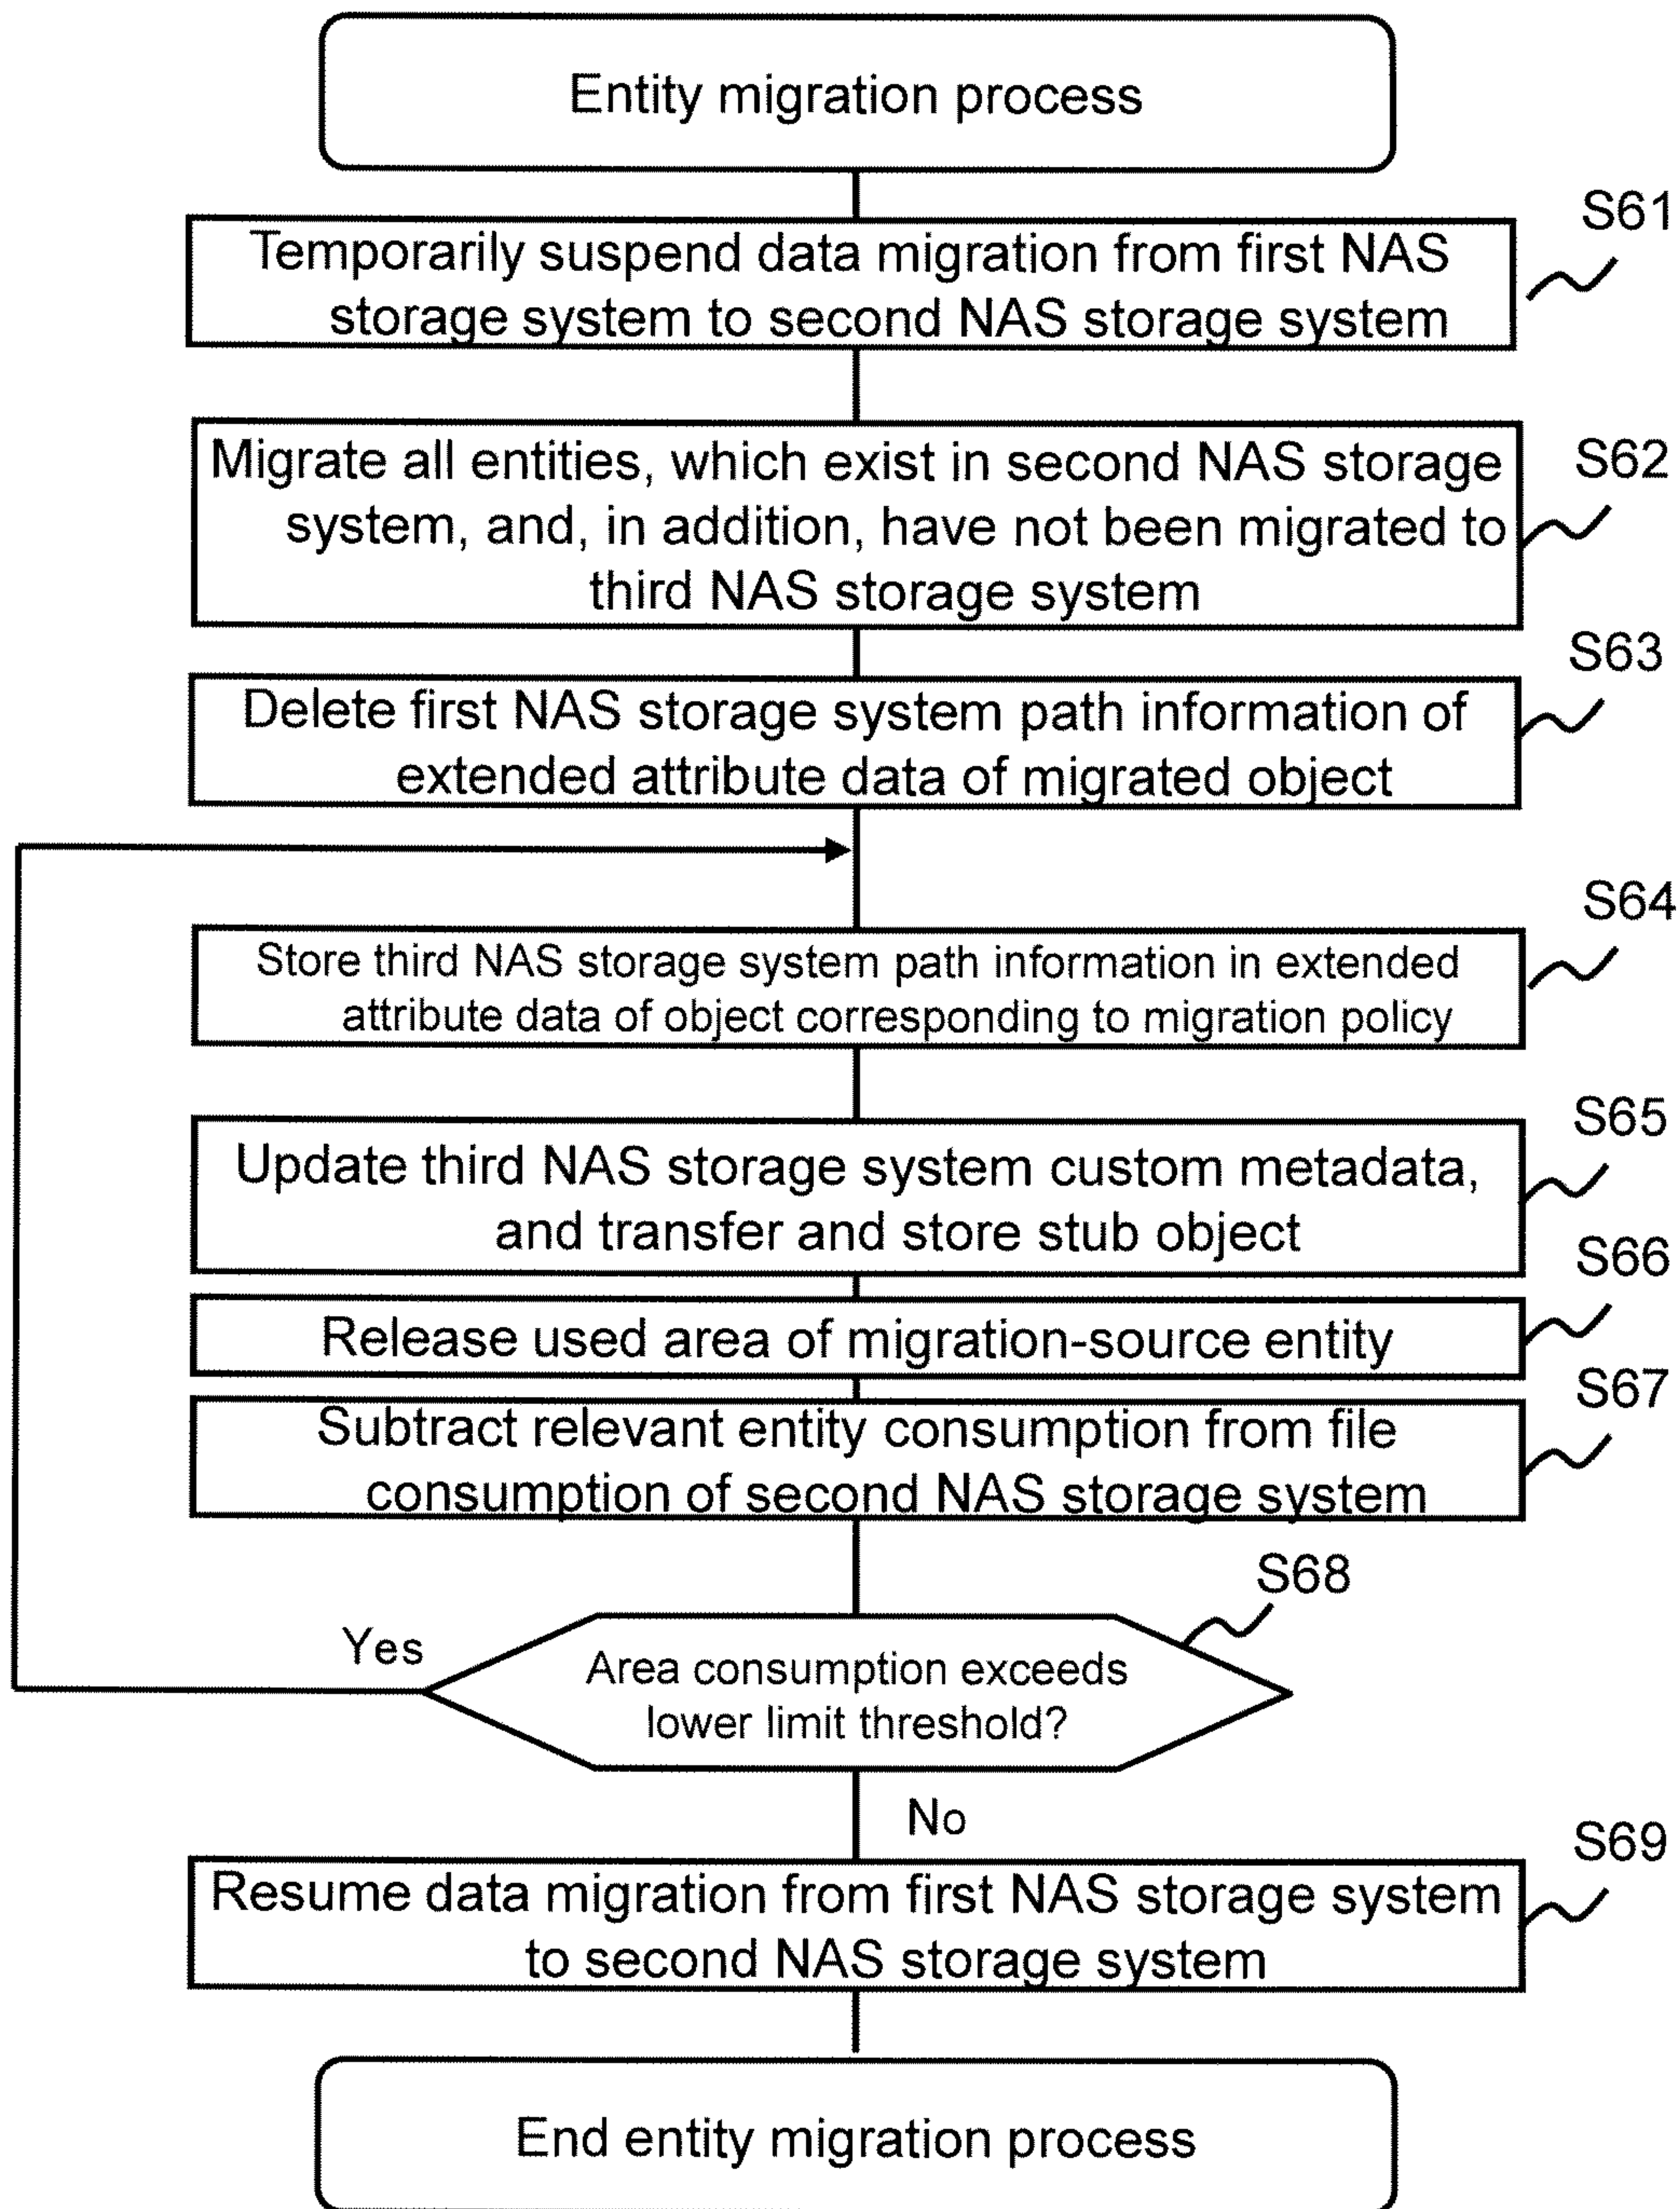 Entity migration process
S61
Temporarily suspend data migration from first NAS
storage system to second NAS storage system
S62
Migrate all entities, which exist in second NAS storage
system, and, in addition, have not been migrated to
third NAS storage system
S63
Delete first NAS storage system path information of
extended attribute data of migrated object
S64
Store third NAS storage system path information in extended
attribute data of object corresponding to migration policy
S65
Update third NAS storage system custom metadata,
and transfer and store stub object
S66
Release used area of migration-source entity
S67
Subtract relevant entity consumption from file
consumption of second NAS storage system
S68
Yes
Area consumption exceeds
lower limit threshold?
No
S69
Resume data migration from first NAS storage system
to second NAS storage system
End entity migration process